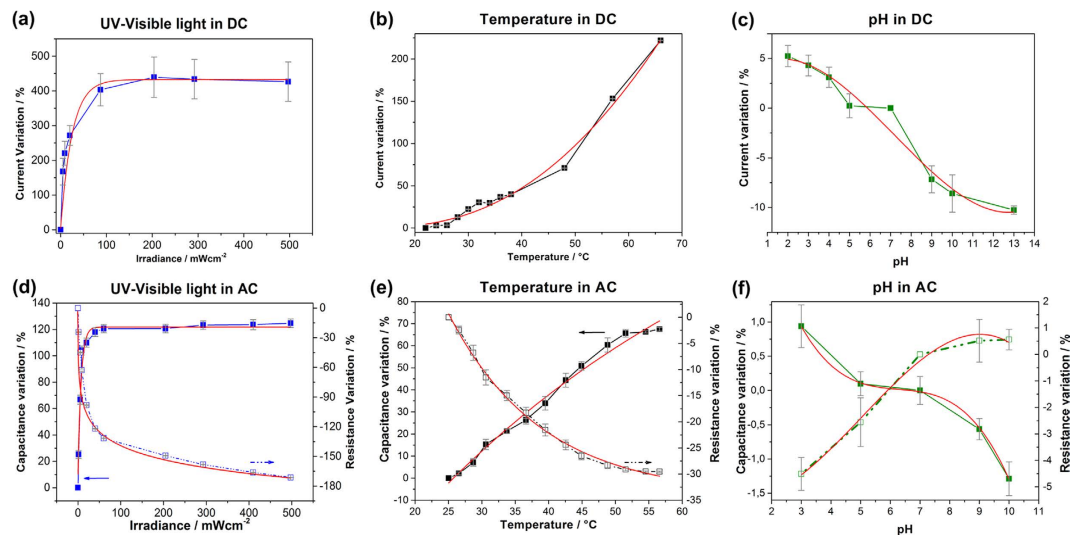 (a)
UV-Visible light in DC
Current Variation / %
500
450
400
350
300
250
200
150
100
50
0
0 100 200 300 400 500
Irradiance / mWcm-2
(b)
Temperature in DC
Current variation / %
200
150
100
50
0
20 30 40 50 60 70
Temperature / °C
(c)
pH in DC
Current variation / %
5
0
-5
-10
1 1 2 3 4 5 6 7 8 9 10 11 12 13 14
pH
(d)
UV-Visible light in AC
Capacitance variation / %
140
120
100
80
60
40
20
0
0 100 200 300 400 500
Irradiance / mWcm-2
0
-30
-60
-90
-120
-150
-180
Resistance variation / %
(e)
Temperature in AC
Capacitance variation / %
80
70
60
50
40
30
20
10
0
-10
20 25 30 35 40 45 50 55 60
Temperature / °C
0
-5
-10
-15
-20
-25
-30
-35
Resistance variation / %
(f)
pH in AC
Capacitance variation / %
1,0
0,5
0,0
-0,5
-1,0
-1,5
2 3 4 5 6 7 8 9 10 11
pH
2
1
0
-1
-2
-3
-4
-5
Resistance variation / %